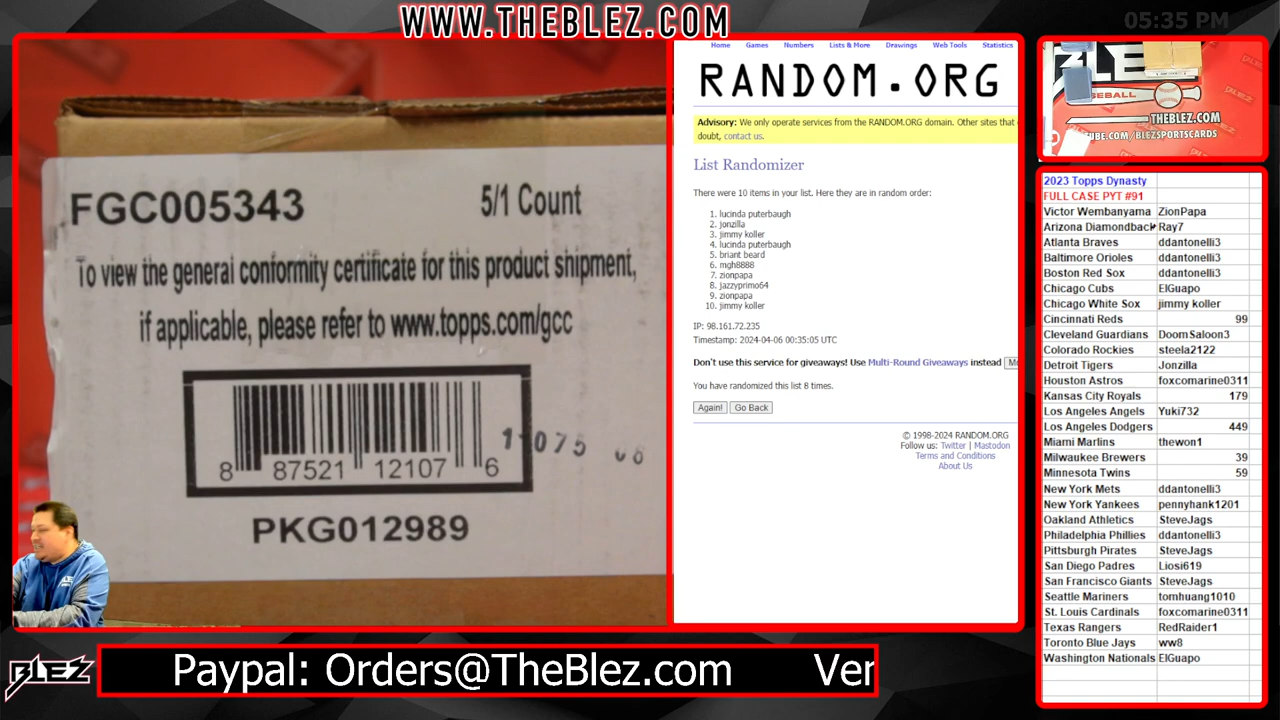 WWW.THEBLEZ.COM
05:35 PM
FGC005343
5/1 Count
To view the general conformity certificate for this product shipment,
if applicable, please refer to www.topps.com/gcc
8 87521 12107 6
PKG012989
Home Games Numbers Lists & More Drawings Web Tools Statistics
RANDOM.ORG
Advisory: We only operate services from the RANDOM.ORG domain. Other sites that
doubt, contact us.
List Randomizer
There were 10 items in your list. Here they are in random order:
1. lucinda puterbaugh
2. jonzilla
3. jimmy koller
4. lucinda puterbaugh
5. briant beard
6. mgh8888
7. zionpapa
8. jazzyprimo64
9. zionpapa
10. jimmy koller
IP: 98.161.72.235
Timestamp: 2024-04-06 00:35:05 UTC
Don't use this service for giveaways! Use Multi-Round Giveaways instead
You have randomized this list 8 times.
Again! Go Back
© 1998-2024 RANDOM.ORG
Follow us: Twitter | Mastodon
Terms and Conditions
About Us
THEBLEZ.COM
2023 Topps Dynasty
FULL CASE PYT #91
Victor Wembanyama ZionPapa
Arizona Diamondback Ray7
Atlanta Braves ddantonelli3
Baltimore Orioles ddantonelli3
Boston Red Sox ddantonelli3
Chicago Cubs ElGuapo
Chicago White Sox jimmy koller
Cincinnati Reds 99
Cleveland Guardians DoomSaloon3
Colorado Rockies steela2122
Detroit Tigers Jonzilla
Houston Astros foxcomarine0311
Kansas City Royals 179
Los Angeles Angels Yuki732
Los Angeles Dodgers 449
Miami Marlins thewon1
Milwaukee Brewers 39
Minnesota Twins 59
New York Mets ddantonelli3
New York Yankees pennyhank1201
Oakland Athletics SteveJags
Philadelphia Phillies ddantonelli3
Pittsburgh Pirates SteveJags
San Diego Padres Liosi619
San Francisco Giants SteveJags
Seattle Mariners tomhuang1010
St. Louis Cardinals foxcomarine0311
Texas Rangers RedRaider1
Toronto Blue Jays ww8
Washington Nationals ElGuapo
BLEZ
Paypal: Orders@TheBlez.com Ver